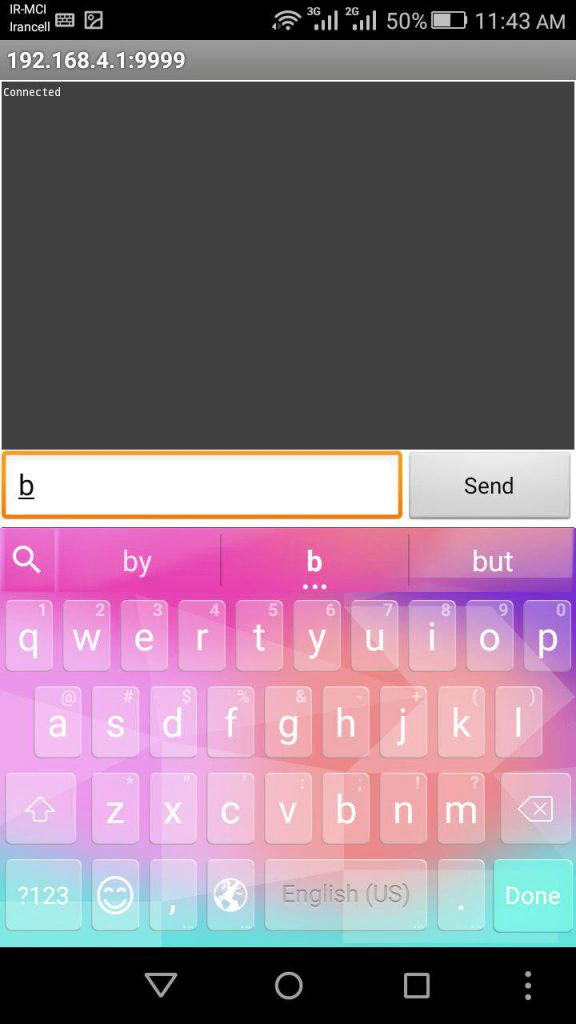 IR-MCI
Irancell
3G
2G
50%
11:43 AM
192.168.4.1:9999
Connected
b
Send
by
b
but
1 2 3 4 5 6 7 8 9 0
q w e r t y u i o p
@ # $ % & - + ( )
a s d f g h j k l
* " ' : ; ! ?
z x c v b n m
?123
,
English (US)
.
Done